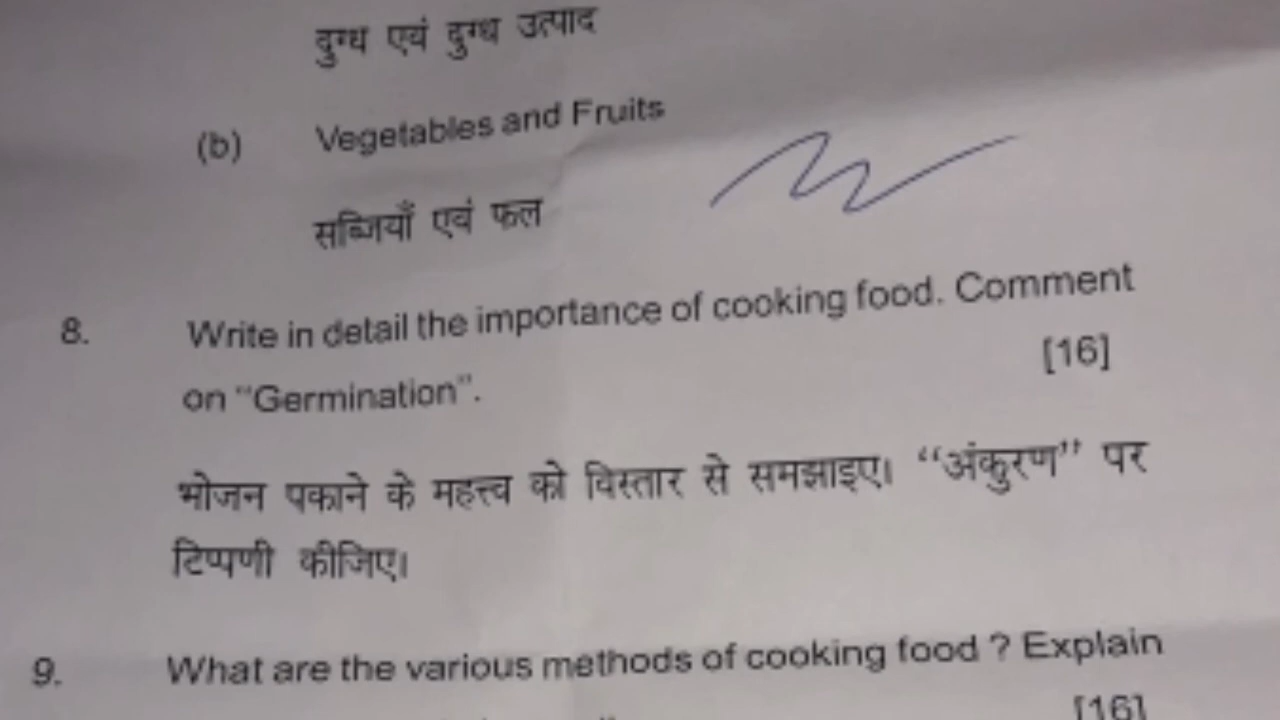 दुग्ध एवं दुग्ध उत्पाद
(b) Vegetables and Fruits
सब्जियाँ एवं फल
8. Write in detail the importance of cooking food. Comment
on "Germination". [16]
भोजन पकाने के महत्त्व को विस्तार से समझाइए। "अंकुरण" पर
टिप्पणी कीजिए।
9. What are the various methods of cooking food ? Explain
[16]